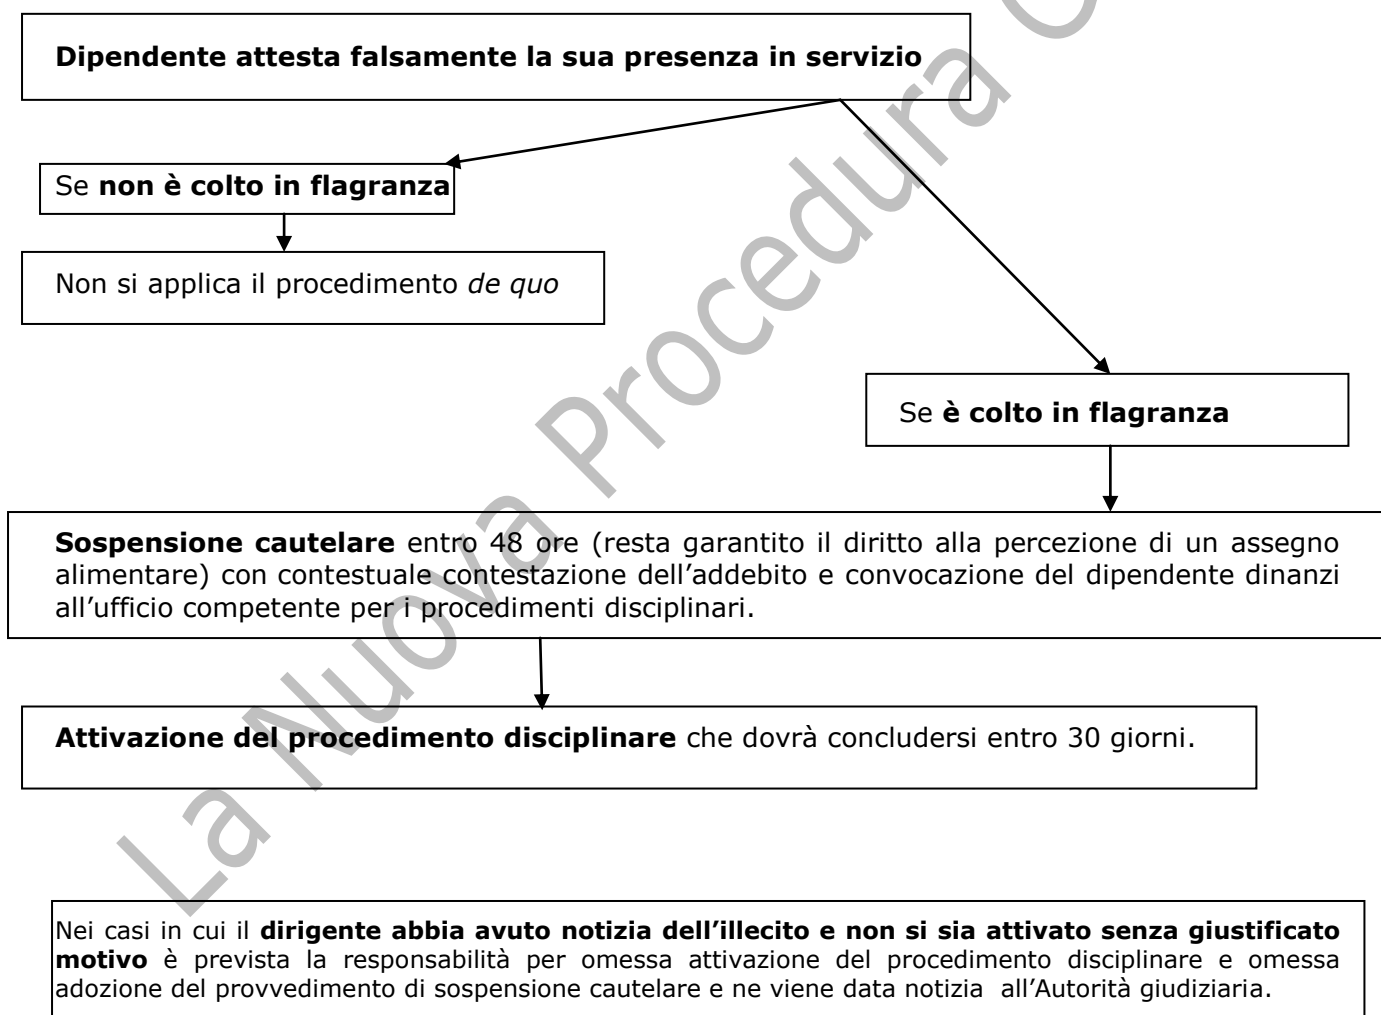 Dipendente attesta falsamente la sua presenza in servizio
Se non è colto in flagranza
Non si applica il procedimento de quo
Se è colto in flagranza
Sospensione cautelare entro 48 ore (resta garantito il diritto alla percezione di un assegno
alimentare) con contestuale contestazione dell’addebito e convocazione del dipendente dinanzi
all’ufficio competente per i procedimenti disciplinari.
Attivazione del procedimento disciplinare che dovrà concludersi entro 30 giorni.
Nei casi in cui il dirigente abbia avuto notizia dell’illecito e non si sia attivato senza giustificato
motivo è prevista la responsabilità per omessa attivazione del procedimento disciplinare e omessa
adozione del provvedimento di sospensione cautelare e ne viene data notizia all’Autorità giudiziaria.
La Nuova Procedura